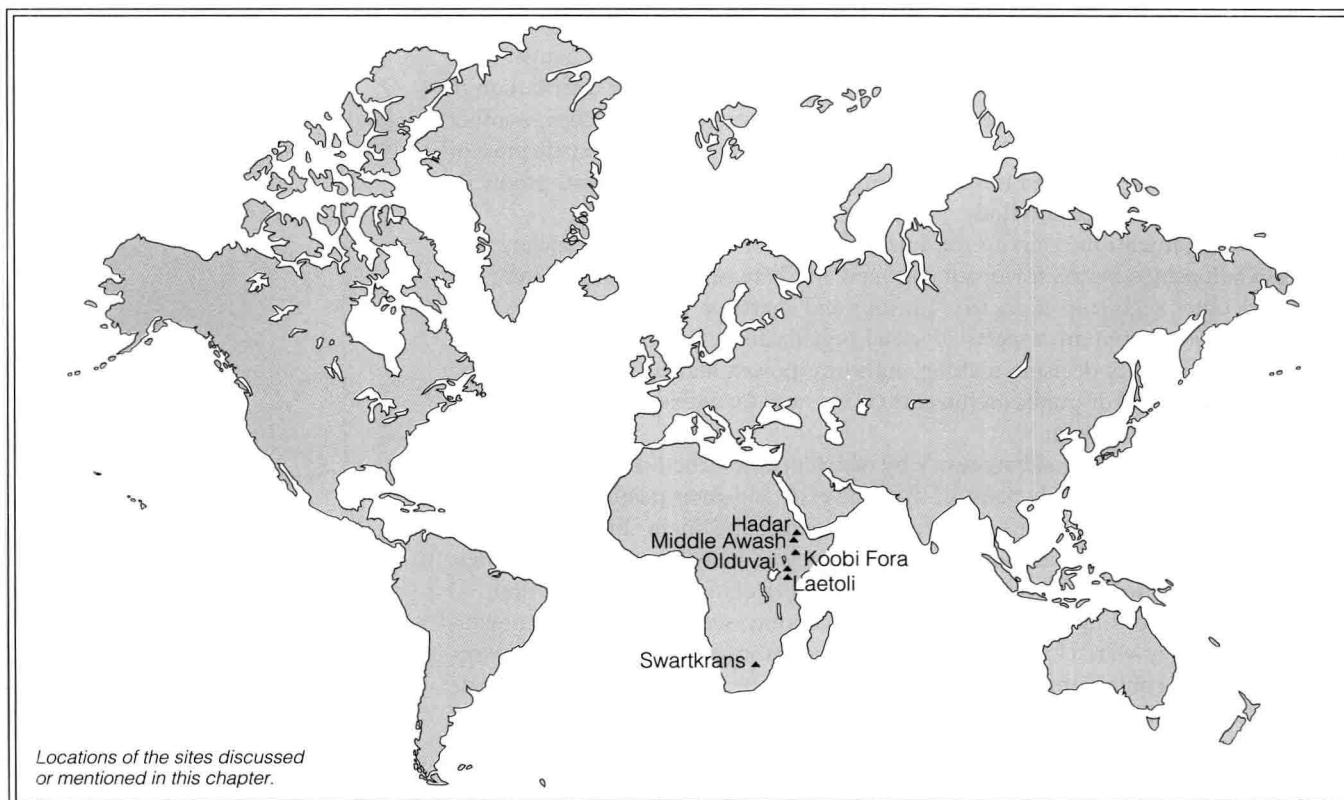 Hadar
Middle Awash
Koobi Fora
Olduvai
Laetoli
Swartkrans
Locations of the sites discussed
or mentioned in this chapter.